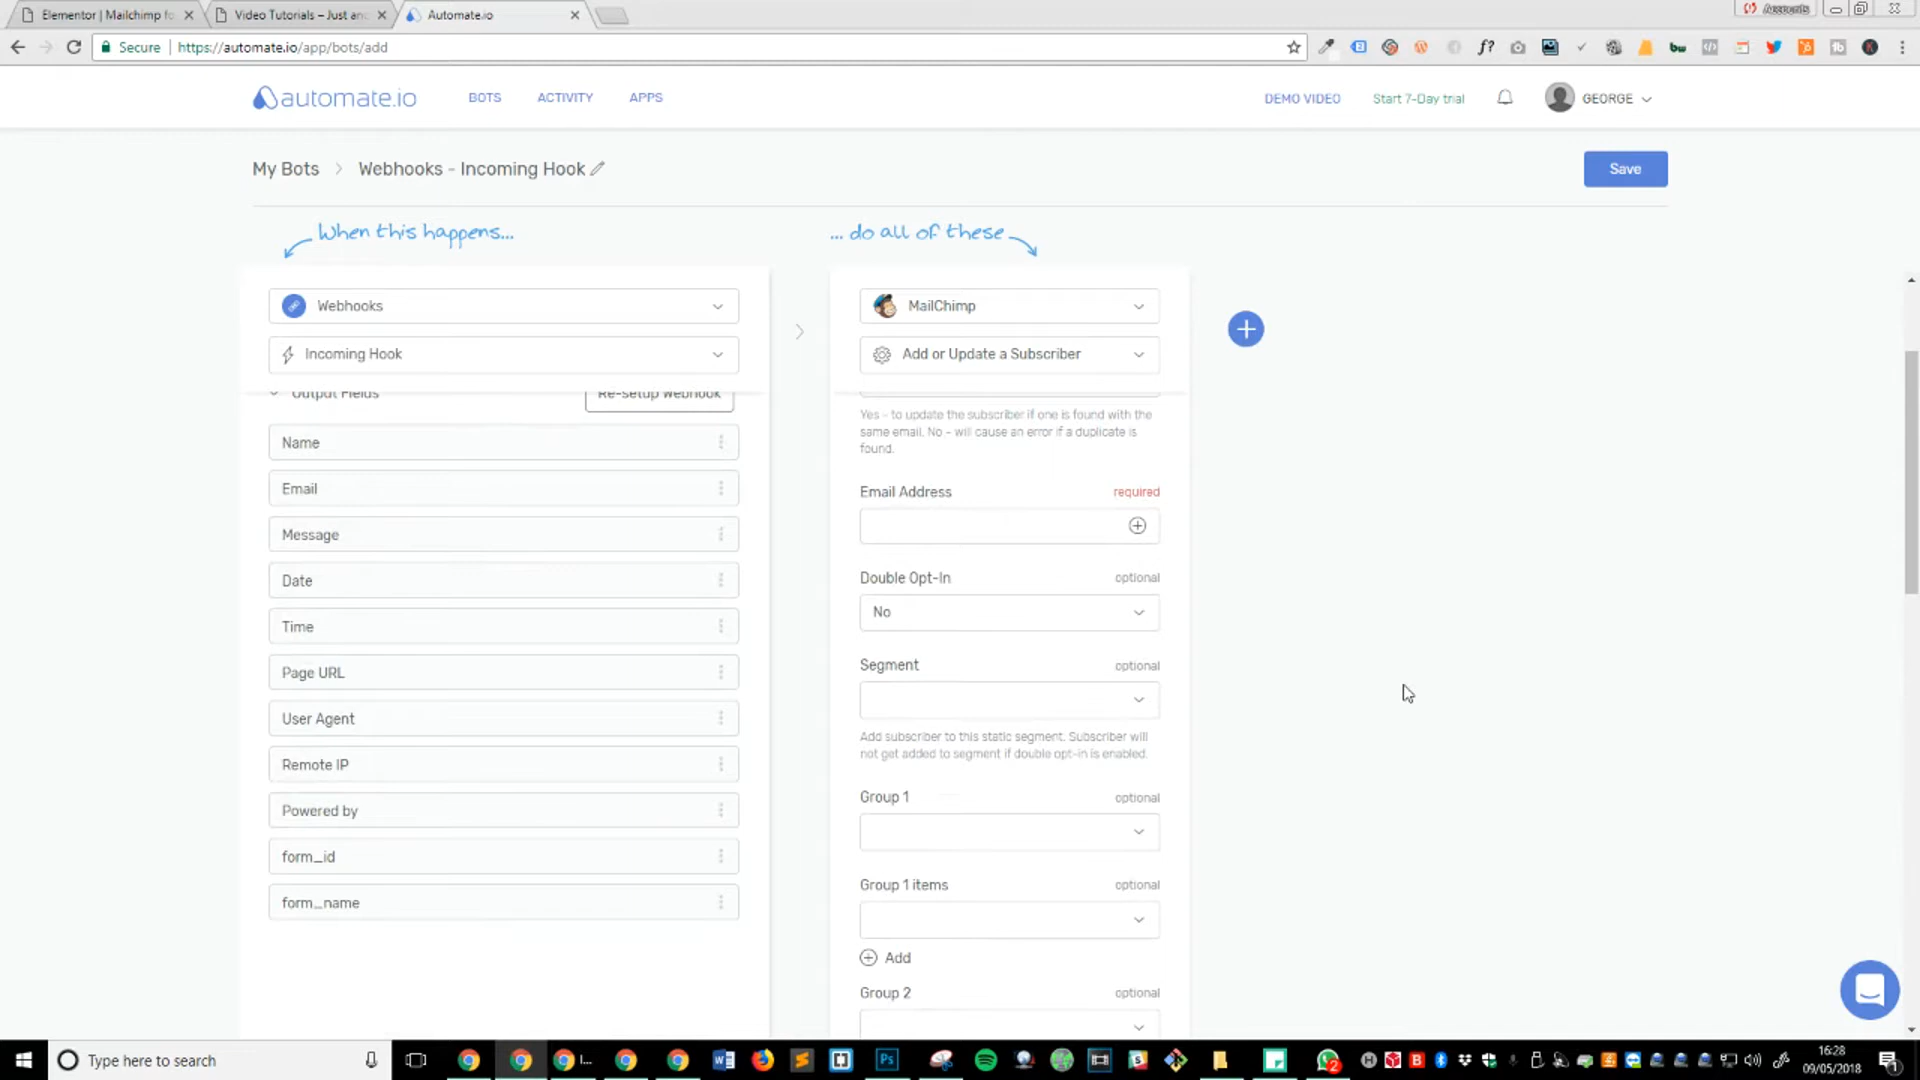 Elementor | Mailchimp fo
Video Tutorials – Just an
Automate.io
Accounts
Secure
https://automate.io/app/bots/add
automate.io
BOTS
ACTIVITY
APPS
DEMO VIDEO
Start 7-Day trial
GEORGE
My Bots
Webhooks - Incoming Hook
Save
When this happens...
... do all of these
Webhooks
Incoming Hook
Output Fields
Re-setup Webhook
Name
Email
Message
Date
Time
Page URL
User Agent
Remote IP
Powered by
form_id
form_name
MailChimp
Add or Update a Subscriber
Yes - to update the subscriber if one is found with the
same email. No - will cause an error if a duplicate is
found.
Email Address
required
Double Opt-In
optional
No
Segment
optional
Add subscriber to this static segment. Subscriber will
not get added to segment if double opt-in is enabled.
Group 1
optional
Group 1 items
optional
Add
Group 2
optional
Type here to search
16:28
09/05/2018